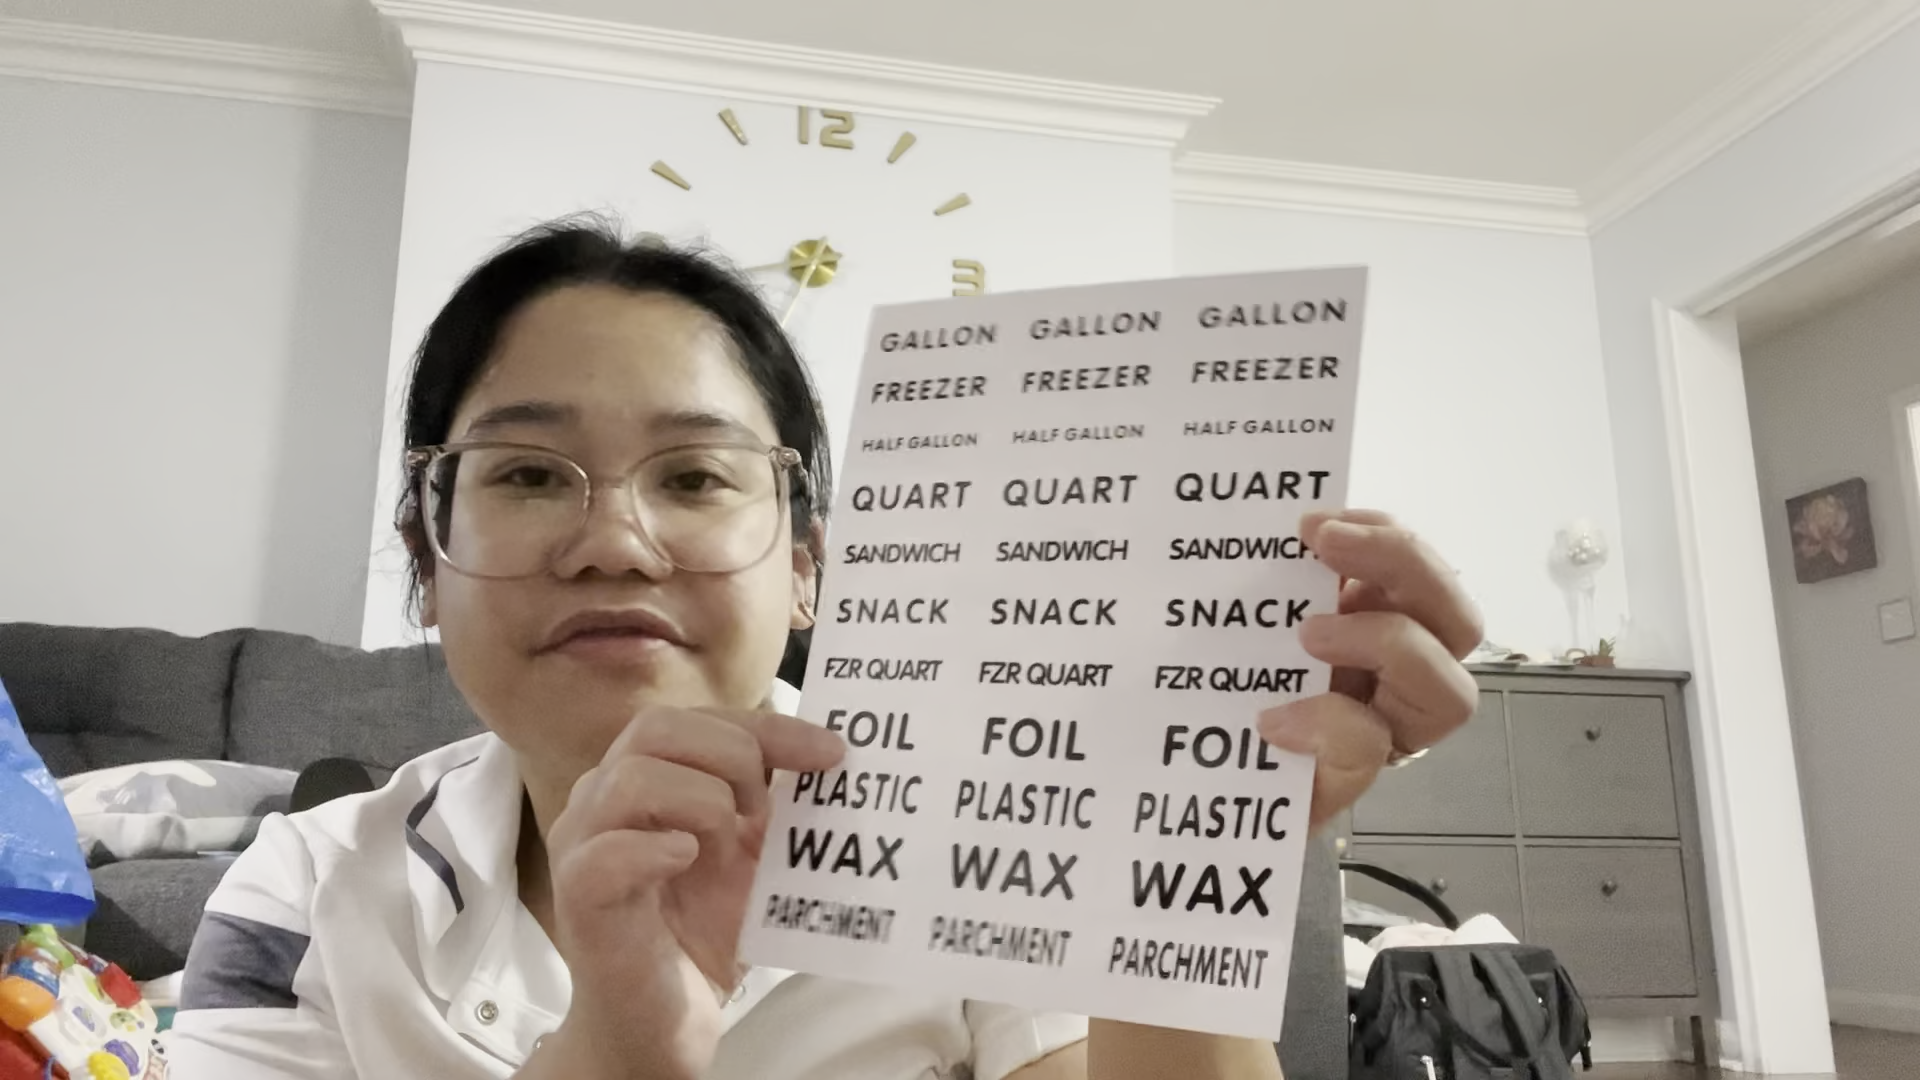 12
3
GALLON GALLON GALLON
FREEZER FREEZER FREEZER
HALF GALLON HALF GALLON HALF GALLON
QUART QUART QUART
SANDWICH SANDWICH SANDWICH
SNACK SNACK SNACK
FZR QUART FZR QUART FZR QUART
FOIL FOIL FOIL
PLASTIC PLASTIC PLASTIC
WAX WAX WAX
PARCHMENT PARCHMENT PARCHMENT